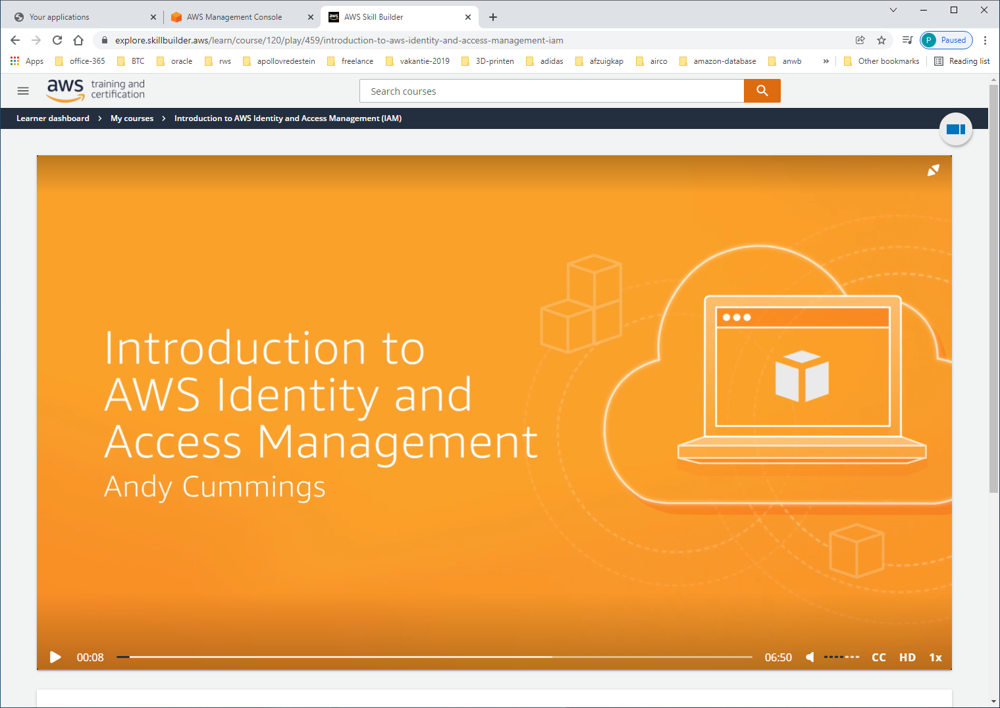 Your applications
AWS Management Console
AWS Skill Builder
explore.skillbuilder.aws/learn/course/120/play/459/introduction-to-aws-identity-and-access-management-iam
P Paused
Apps office-365 BTC oracle rws apollovredestein freelance vakantie-2019 3D-printen adidas afzuigkap airco amazon-database anwb » Other bookmarks Reading list
aws training and
certification
Search courses
Learner dashboard > My courses > Introduction to AWS Identity and Access Management (IAM)
Introduction to
AWS Identity and
Access Management
Andy Cummings
00:08 06:50 CC HD 1x